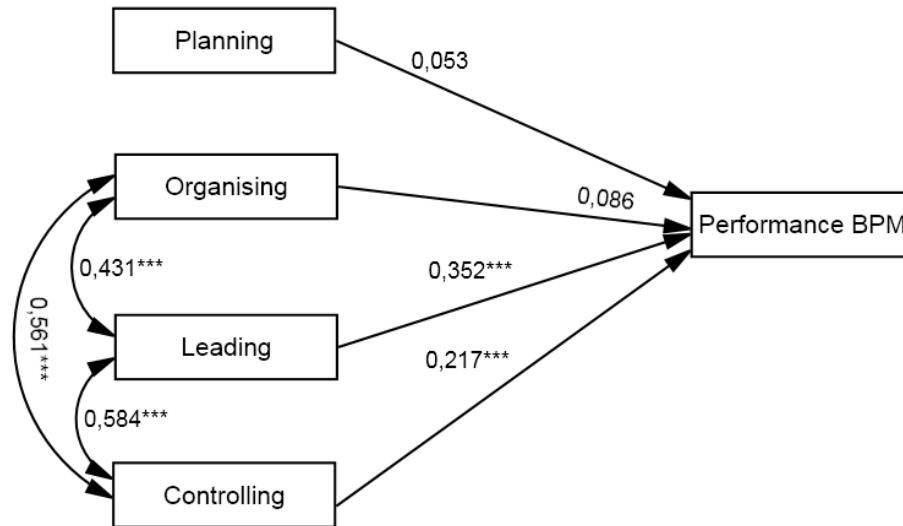 Planning
0,053
Organising
0,086
Performance BPM
0,431***
0,352***
0,561***
Leading
0,217***
0,584***
Controlling